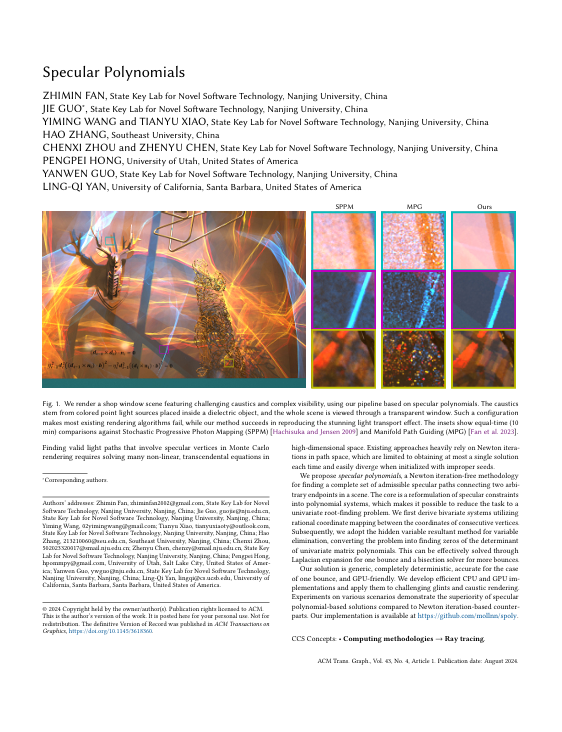 Specular Polynomials
ZHIMIN FAN, State Key Lab for Novel Software Technology, Nanjing University, China
JIE GUO*, State Key Lab for Novel Software Technology, Nanjing University, China
YIMING WANG and TIANYU XIAO, State Key Lab for Novel Software Technology, Nanjing University, China
HAO ZHANG, Southeast University, China
CHENXI ZHOU and ZHENYU CHEN, State Key Lab for Novel Software Technology, Nanjing University, China
PENGPEI HONG, University of Utah, United States of America
YANWEN GUO, State Key Lab for Novel Software Technology, Nanjing University, China
LING-QI YAN, University of California, Santa Barbara, United States of America
SPPM MPG Ours
Fig. 1. We render a shop window scene featuring challenging caustics and complex visibility, using our pipeline based on specular polynomials. The caustics
stem from colored point light sources placed inside a dielectric object, and the whole scene is viewed through a transparent window. Such a configuration
makes most existing rendering algorithms fail, while our method succeeds in reproducing the stunning light transport effect. The insets show equal-time (10
min) comparisons against Stochastic Progressive Photon Mapping (SPPM) [Hachisuka and Jensen 2009] and Manifold Path Guiding (MPG) [Fan et al. 2023].
Finding valid light paths that involve specular vertices in Monte Carlo
rendering requires solving many non-linear, transcendental equations in
*Corresponding author.
Authors' addresses: Zhimin Fan, zhiminfan2002@gmail.com, State Key Lab for Novel
Software Technology, Nanjing University, Nanjing, China; Jie Guo, guojie@nju.edu.cn,
State Key Lab for Novel Software Technology, Nanjing University, Nanjing, China;
Yiming Wang, 02yimingwang@gmail.com; Tianyu Xiao, tianyuxiaoty@outlook.com,
State Key Lab for Novel Software Technology, Nanjing University, Nanjing, China; Hao
Zhang, 213210660@seu.edu.cn, Southeast University, Nanjing, China; Chenxi Zhou,
502023320017@smail.nju.edu.cn; Zhenyu Chen, chenzy@smail.nju.edu.cn, State Key
Lab for Novel Software Technology, Nanjing University, Nanjing, China; Pengpei Hong,
hpommpy@gmail.com, University of Utah, Salt Lake City, United States of Amer-
ica; Yanwen Guo, ywguo@nju.edu.cn, State Key Lab for Novel Software Technology,
Nanjing University, Nanjing, China; Ling-Qi Yan, lingqi@cs.ucsb.edu, University of
California, Santa Barbara, Santa Barbara, United States of America.
© 2024 Copyright held by the owner/author(s). Publication rights licensed to ACM.
This is the author's version of the work. It is posted here for your personal use. Not for
redistribution. The definitive Version of Record was published in ACM Transactions on
Graphics, https://doi.org/10.1145/3618360.
high-dimensional space. Existing approaches heavily rely on Newton itera-
tions in path space, which are limited to obtaining at most a single solution
each time and easily diverge when initialized with improper seeds.
We propose specular polynomials, a Newton iteration-free methodology
for finding a complete set of admissible specular paths connecting two arbi-
trary endpoints in a scene. The core is a reformulation of specular constraints
into polynomial systems, which makes it possible to reduce the task to a
univariate root-finding problem. We first derive bivariate systems utilizing
rational coordinate mapping between the coordinates of consecutive vertices.
Subsequently, we adopt the hidden variable resultant method for variable
elimination, converting the problem into finding zeros of the determinant
of univariate matrix polynomials. This can be effectively solved through
Laplacian expansion for one bounce and a bisection solver for more bounces.
Our solution is generic, completely deterministic, accurate for the case
of one bounce, and GPU-friendly. We develop efficient CPU and GPU im-
plementations and apply them to challenging glints and caustic rendering.
Experiments on various scenarios demonstrate the superiority of specular
polynomial-based solutions compared to Newton iteration-based counter-
parts. Our implementation is available at https://github.com/mollnn/spoly.
CCS Concepts: • Computing methodologies → Ray tracing.
ACM Trans. Graph., Vol. 43, No. 4, Article 1. Publication date: August 2024.